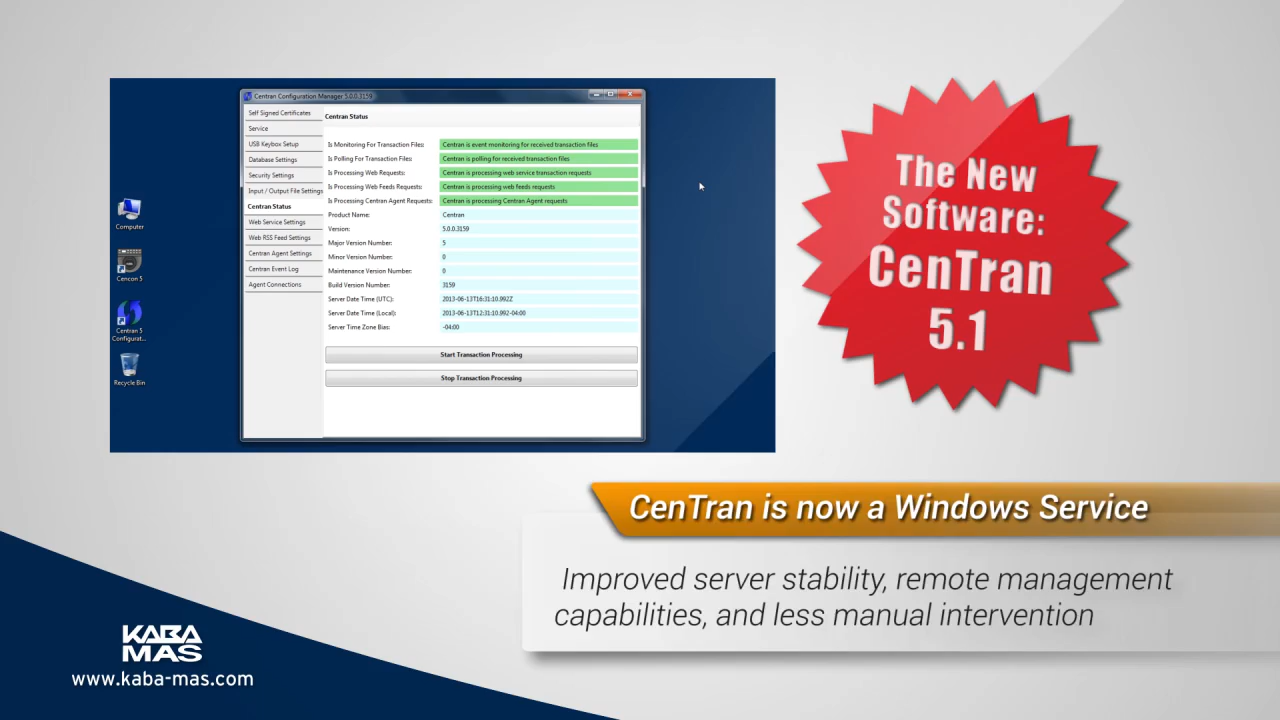 Centran Configuration Manager 5.0.0.3159
Self Signed Certificates
Service
USB Keybox Setup
Database Settings
Security Settings
Input / Output File Settings
Centran Status
Web Service Settings
Web RSS Feed Settings
Centran Agent Settings
Centran Event Log
Agent Connections
Centran Status
Is Monitoring For Transaction Files: Centran is event monitoring for received transaction files
Is Polling For Transaction Files: Centran is polling for received transaction files
Is Processing Web Requests: Centran is processing web service transaction requests
Is Processing Web Feeds Requests: Centran is processing web feeds requests
Is Processing Centran Agent Requests: Centran is processing Centran Agent requests
Product Name: Centran
Version: 5.0.0.3159
Major Version Number: 5
Minor Version Number: 0
Maintenance Version Number: 0
Build Version Number: 3159
Server Date Time (UTC): 2013-06-13T16:31:10.992Z
Server Date Time (Local): 2013-06-13T12:31:10.992-04:00
Server Time Zone Bias: -04:00
Start Transaction Processing
Stop Transaction Processing
Computer
Cencon 5
Centran 5
Configurat...
Recycle Bin
The New
Software:
CenTran
5.1
CenTran is now a Windows Service
Improved server stability, remote management
capabilities, and less manual intervention
KABA
MAS
www.kaba-mas.com